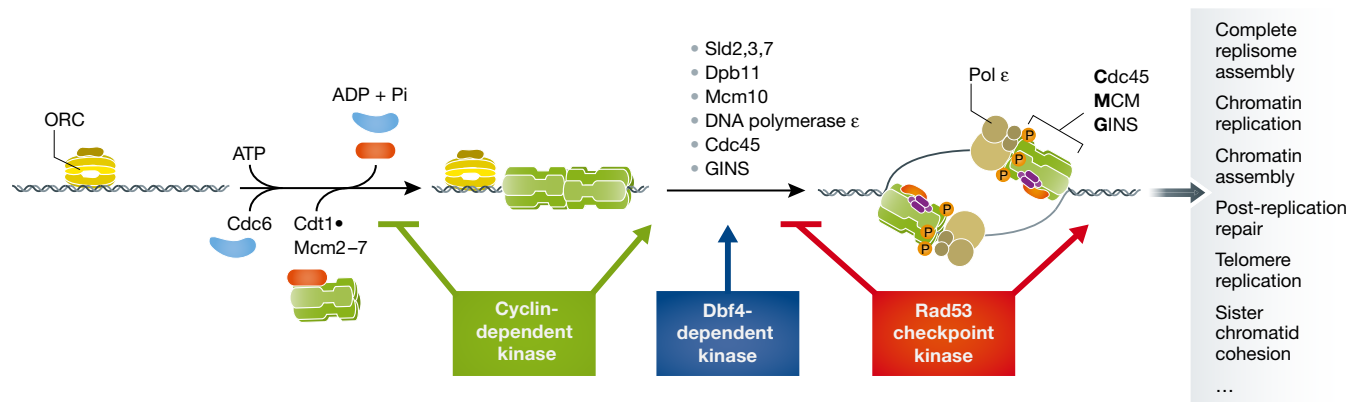 ORC
ATP
Cdc6
Cdt1•
Mcm2–7
ADP + Pi
• Sld2,3,7
• Dpb11
• Mcm10
• DNA polymerase ε
• Cdc45
• GINS
Pol ε
Cdc45
MCM
GINS
P
P
P
P
P
P
Cyclin-
dependent
kinase
Dbf4-
dependent
kinase
Rad53
checkpoint
kinase
Complete
replisome
assembly
Chromatin
replication
Chromatin
assembly
Post-replication
repair
Telomere
replication
Sister
chromatid
cohesion
...